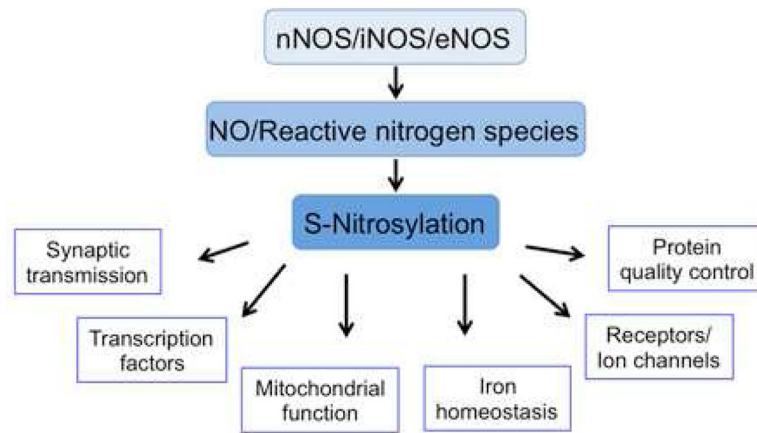 nNOS/iNOS/eNOS
NO/Reactive nitrogen species
S-Nitrosylation
Synaptic
transmission
Transcription
factors
Mitochondrial
function
Iron
homeostasis
Receptors/
Ion channels
Protein
quality control